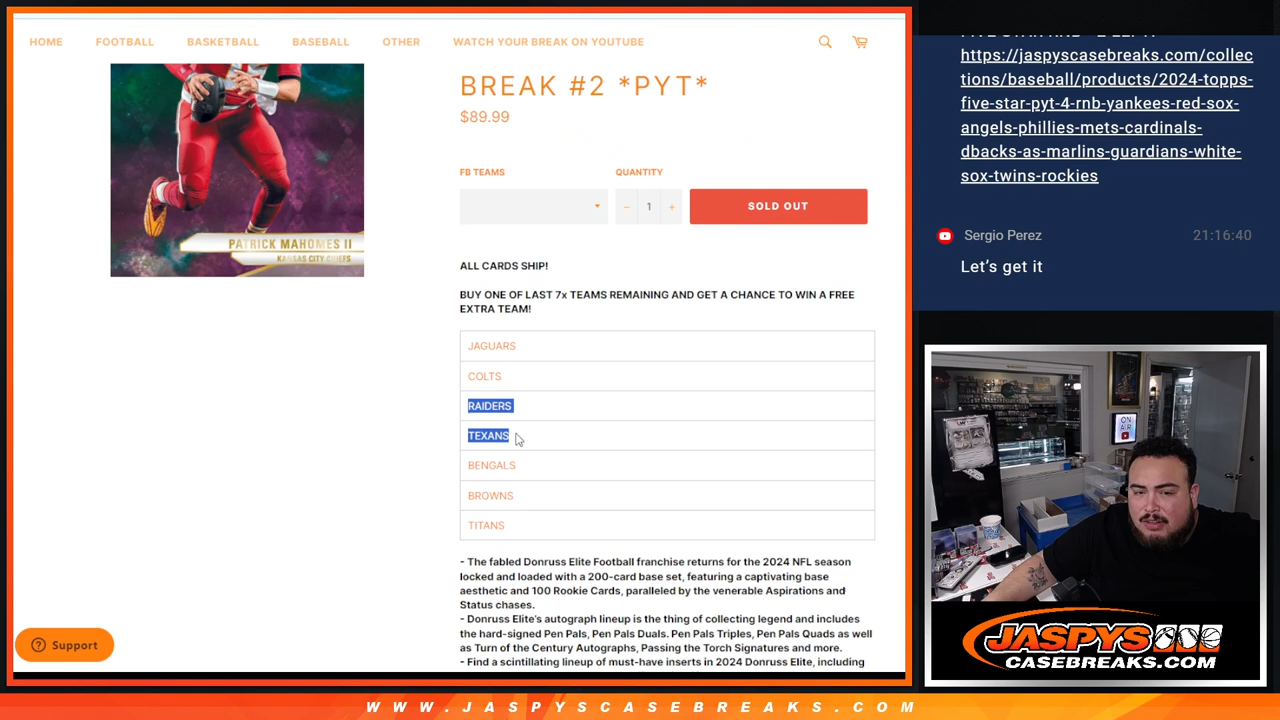 HOME FOOTBALL BASKETBALL BASEBALL OTHER WATCH YOUR BREAK ON YOUTUBE
PATRICK MAHOMES II
KANSAS CITY CHIEFS
BREAK #2 *PYT*
$89.99
FB TEAMS QUANTITY
− 1 + SOLD OUT
ALL CARDS SHIP!
BUY ONE OF LAST 7x TEAMS REMAINING AND GET A CHANCE TO WIN A FREE
EXTRA TEAM!
JAGUARS
COLTS
RAIDERS
TEXANS
BENGALS
BROWNS
TITANS
- The fabled Donruss Elite Football franchise returns for the 2024 NFL season
locked and loaded with a 200-card base set, featuring a captivating base
aesthetic and 100 Rookie Cards, paralleled by the venerable Aspirations and
Status chases.
- Donruss Elite's autograph lineup is the thing of collecting legend and includes
the hard-signed Pen Pals, Pen Pals Duals. Pen Pals Triples, Pen Pals Quads as well
as Turn of the Century Autographs, Passing the Torch Signatures and more.
- Find a scintillating lineup of must-have inserts in 2024 Donruss Elite, including
Support
https://jaspyscasebreaks.com/collec
tions/baseball/products/2024-topps-
five-star-pyt-4-rnb-yankees-red-sox-
angels-phillies-mets-cardinals-
dbacks-as-marlins-guardians-white-
sox-twins-rockies
Sergio Perez 21:16:40
Let's get it
ON
AIR
JASPYS
CASEBREAKS.COM
WWW.JASPYSCASEBREAKS.COM